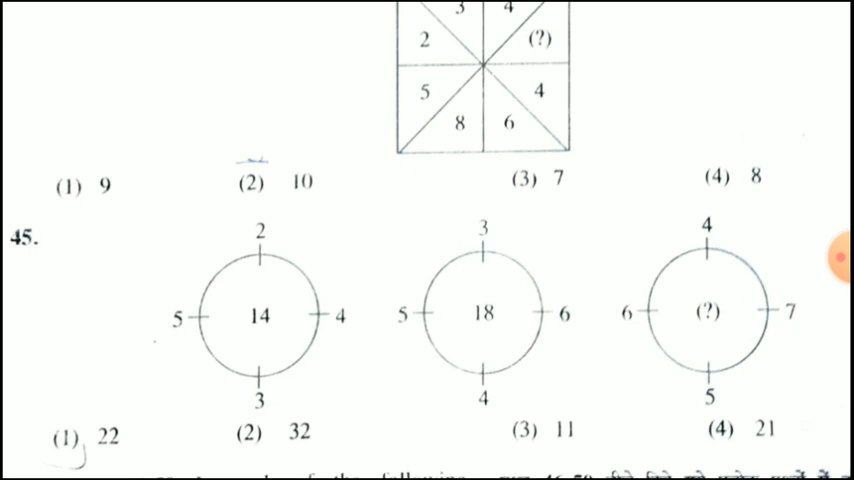 3 4
2 (?)
5 4
8 6
(1) 9 (2) 10 (3) 7 (4) 8
45.
2 3 4
5 14 4 5 18 6 6 (?) 7
3 4 5
(1) 22 (2) 32 (3) 11 (4) 21